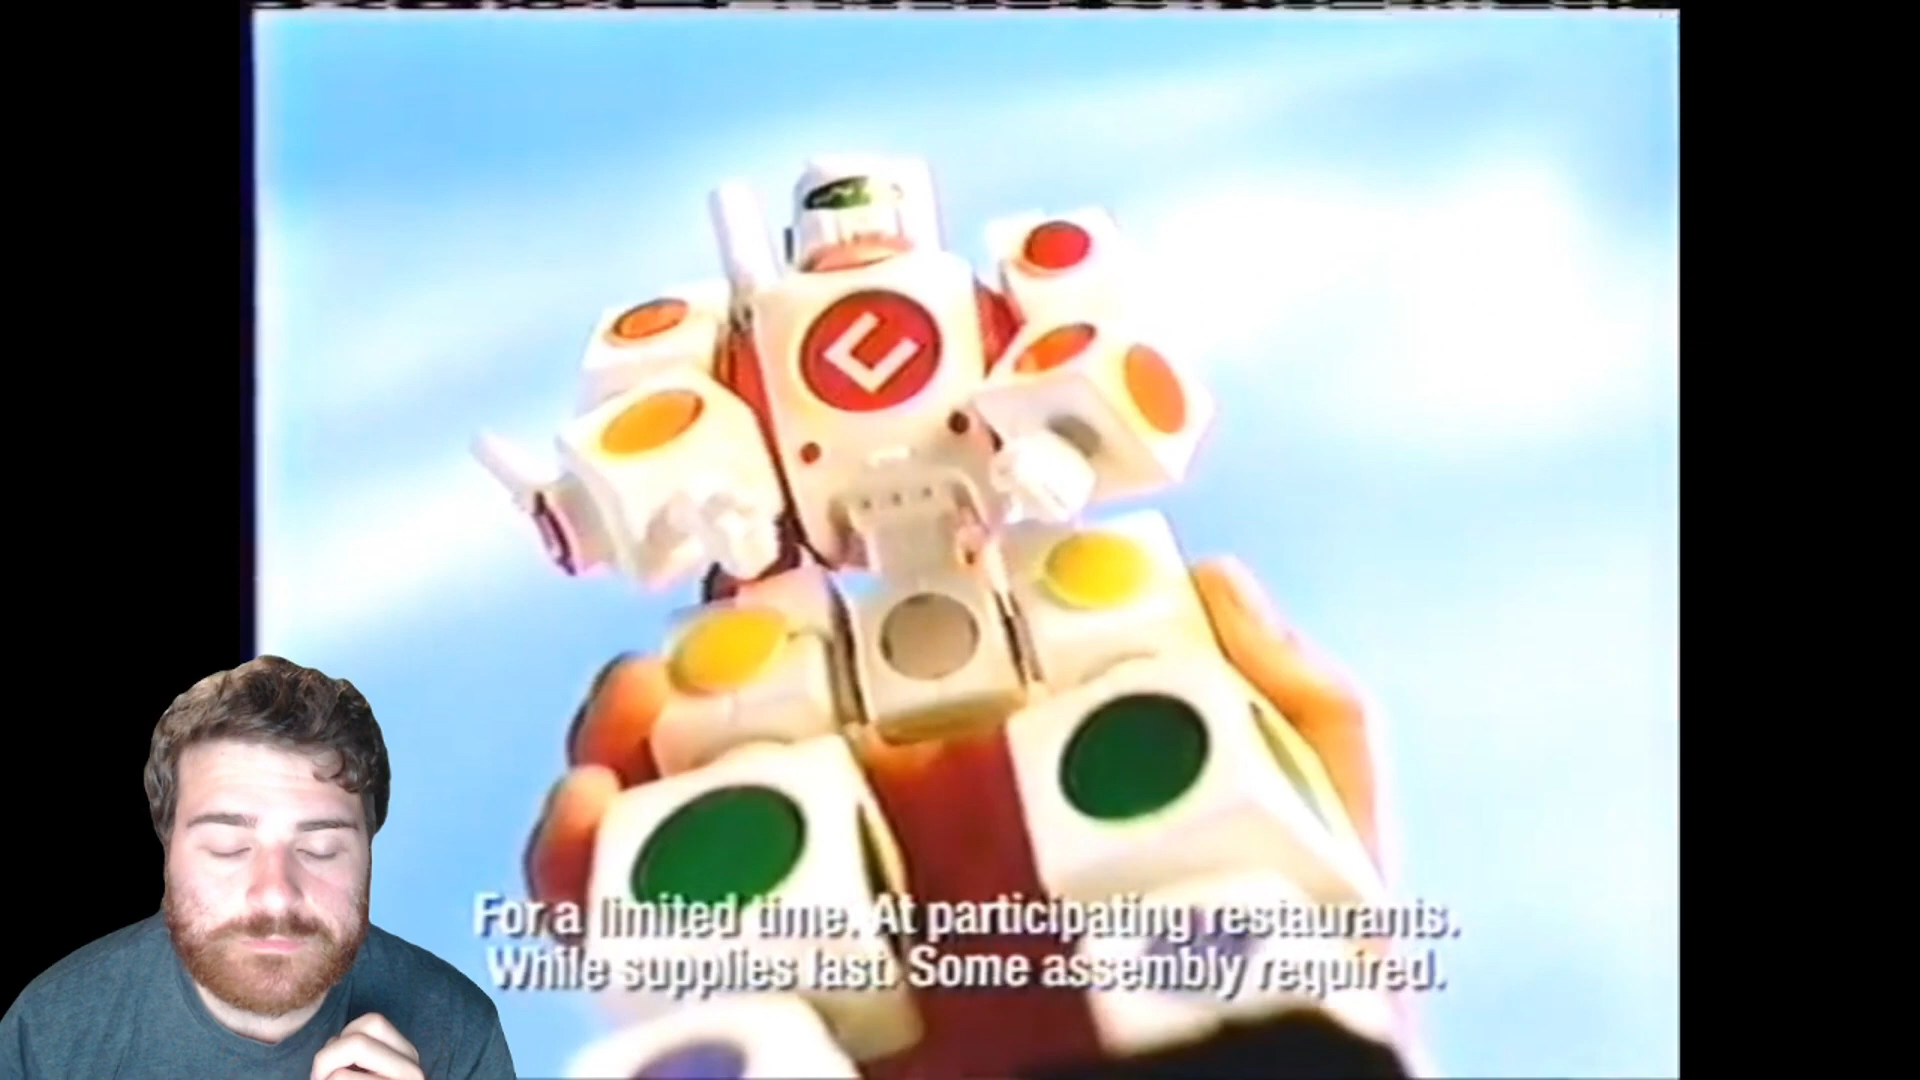 For a limited time. At participating restaurants.
While supplies last. Some assembly required.